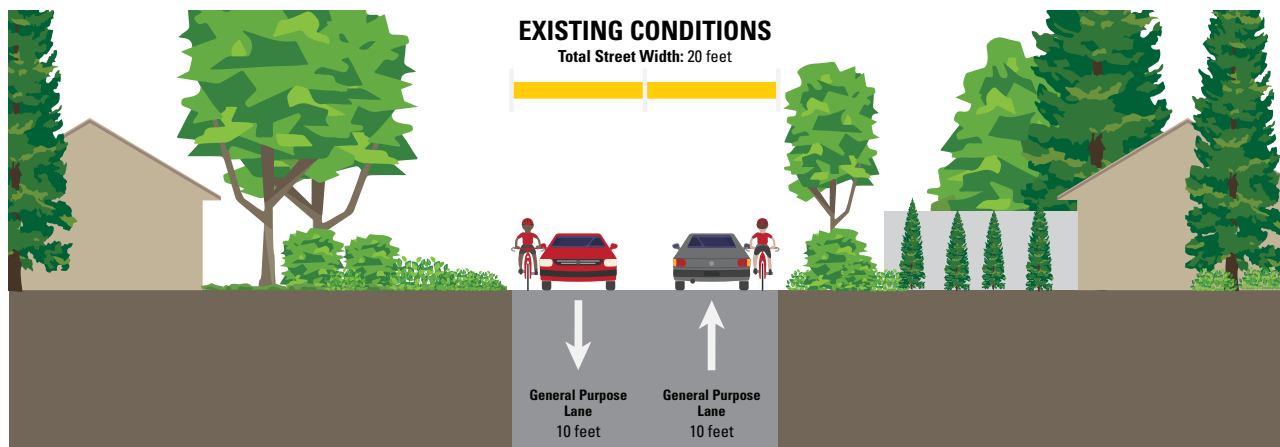 EXISTING CONDITIONS
Total Street Width: 20 feet
General Purpose
Lane
10 feet
General Purpose
Lane
10 feet